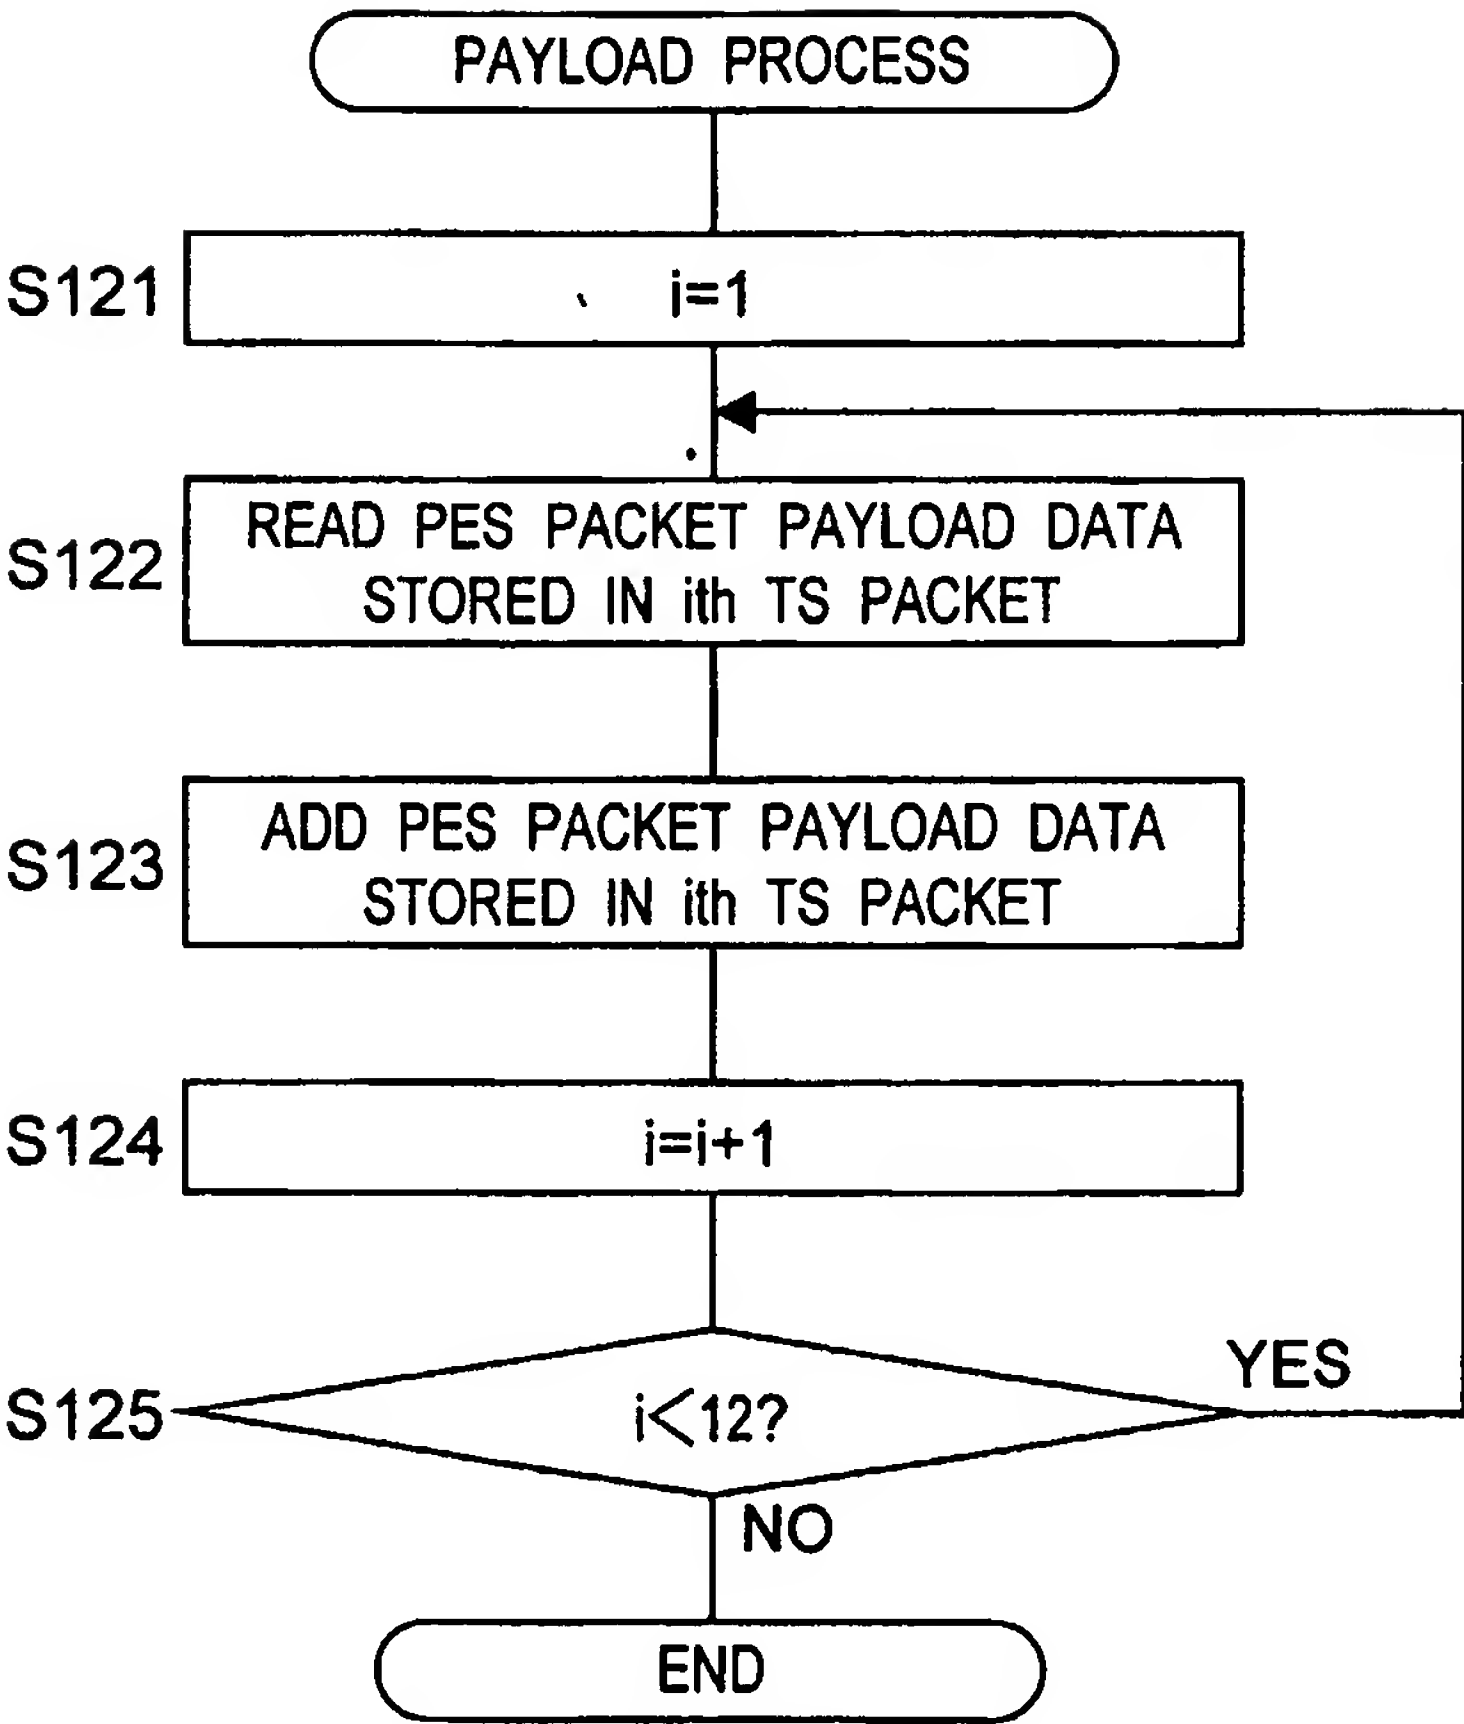 PAYLOAD PROCESS
S121
i=1
S122
READ PES PACKET PAYLOAD DATA
STORED IN ith TS PACKET
S123
ADD PES PACKET PAYLOAD DATA
STORED IN ith TS PACKET
S124
i=i+1
S125
i<12?
YES
NO
END